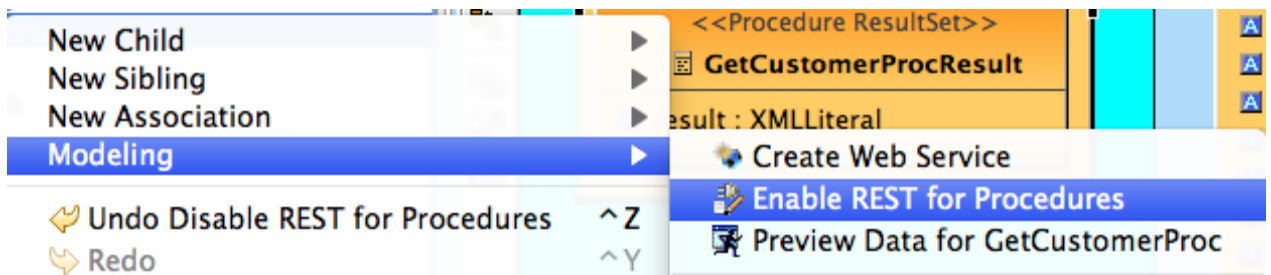 <<Procedure ResultSet>>
GetCustomerProcResult
esult : XMLLiteral
New Child
New Sibling
New Association
Modeling
Create Web Service
Enable REST for Procedures
Preview Data for GetCustomerProc
Undo Disable REST for Procedures ^Z
Redo ^Y
A
A
A